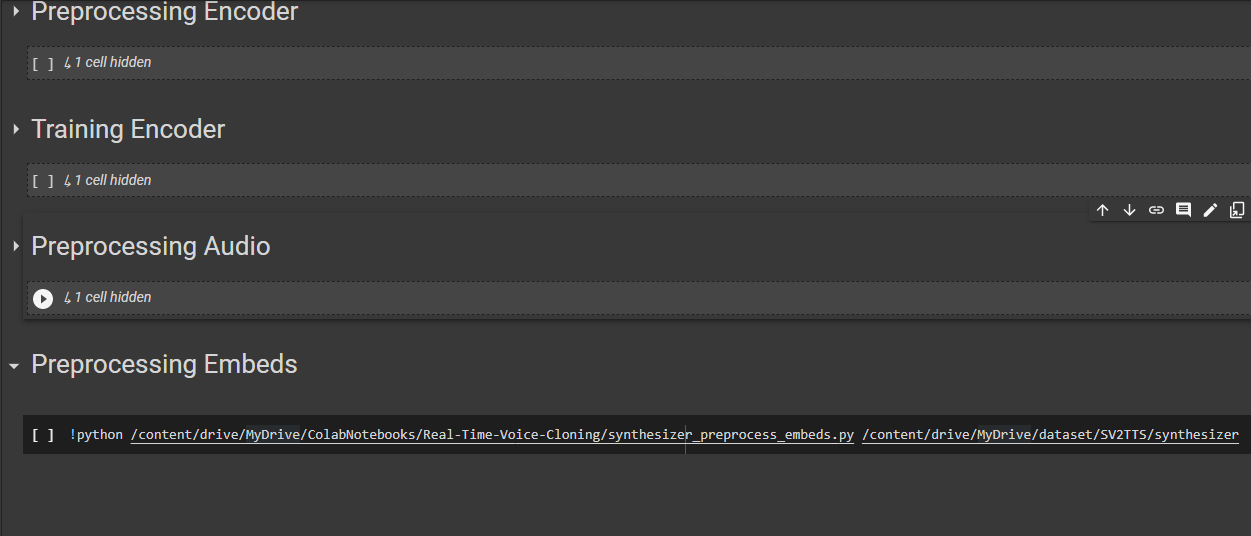 Preprocessing Encoder
[ ] ↳ 1 cell hidden
Training Encoder
[ ] ↳ 1 cell hidden
Preprocessing Audio
↳ 1 cell hidden
Preprocessing Embeds
[ ] !python /content/drive/MyDrive/ColabNotebooks/Real-Time-Voice-Cloning/synthesizer_preprocess_embeds.py /content/drive/MyDrive/dataset/SV2TTS/synthesizer